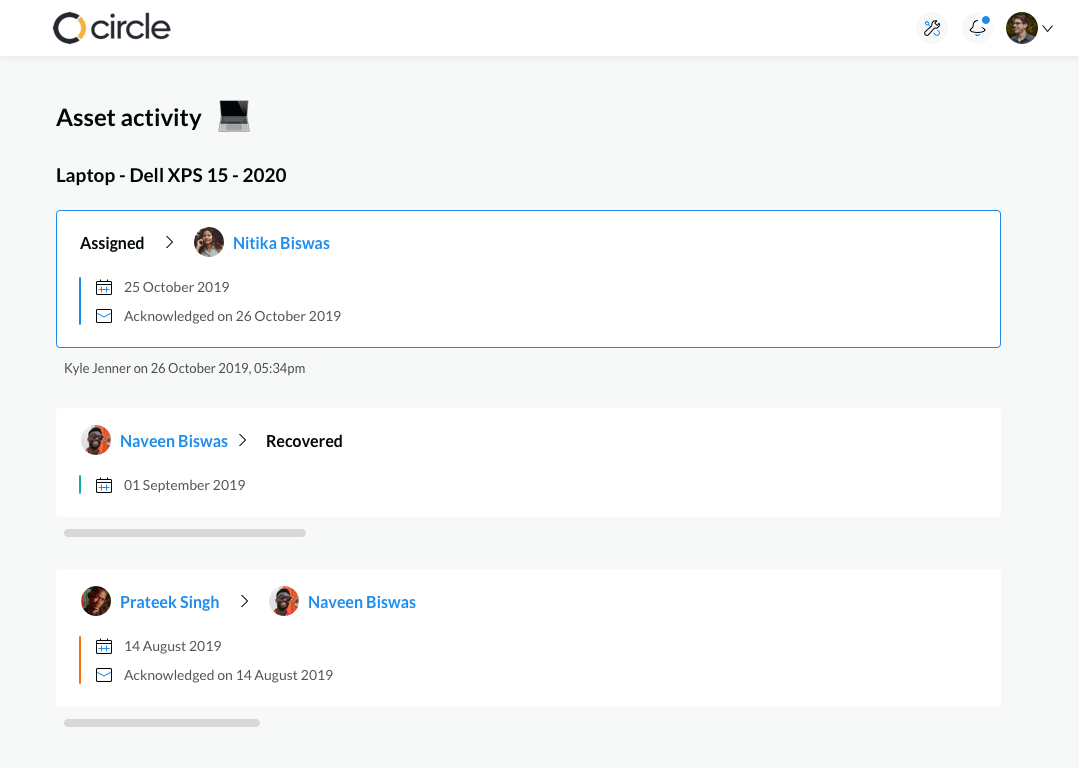 circle
Asset activity
Laptop - Dell XPS 15 - 2020
Assigned Nitika Biswas
25 October 2019
Acknowledged on 26 October 2019
Kyle Jenner on 26 October 2019, 05:34pm
Naveen Biswas Recovered
01 September 2019
Prateek Singh Naveen Biswas
14 August 2019
Acknowledged on 14 August 2019